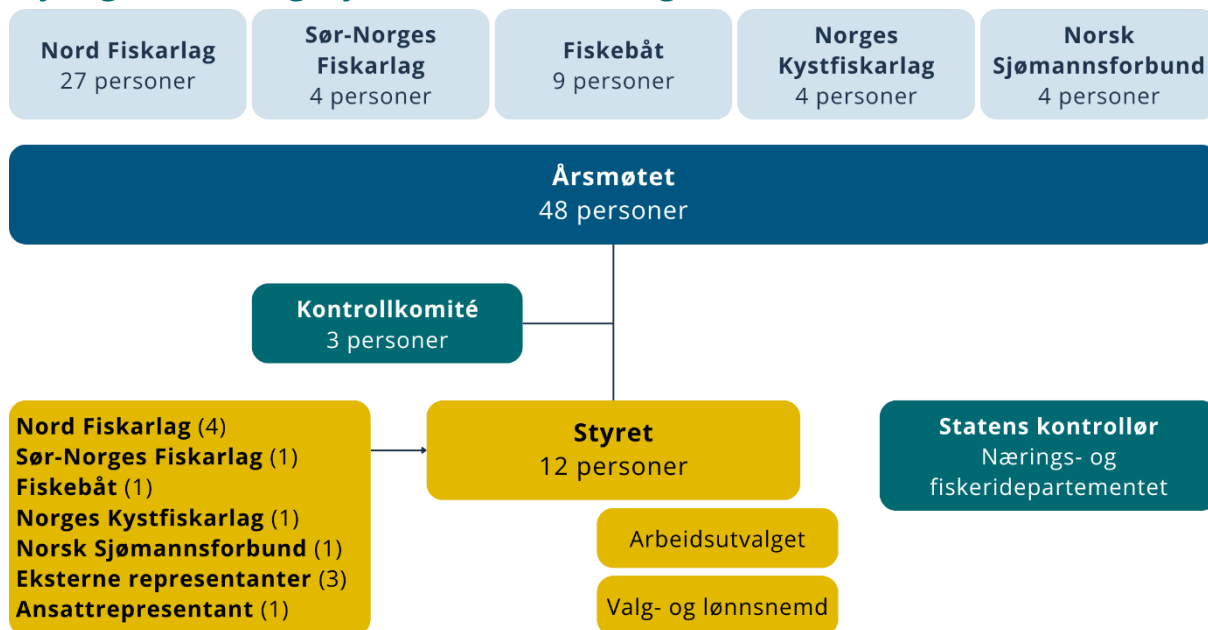 Nord Fiskarlag
27 personer
Sør-Norges
Fiskarlag
4 personer
Fiskebåt
9 personer
Norges
Kystfiskarlag
4 personer
Norsk
Sjømannsforbund
4 personer
Årsmøtet
48 personer
Kontrollkomité
3 personer
Nord Fiskarlag (4)
Sør-Norges Fiskarlag (1)
Fiskebåt (1)
Norges Kystfiskarlag (1)
Norsk Sjømannsforbund (1)
Eksterne representanter (3)
Ansattrepresentant (1)
Styret
12 personer
Arbeidsutvalget
Valg- og lønnsnemd
Statens kontrollør
Nærings- og
fiskeridepartementet